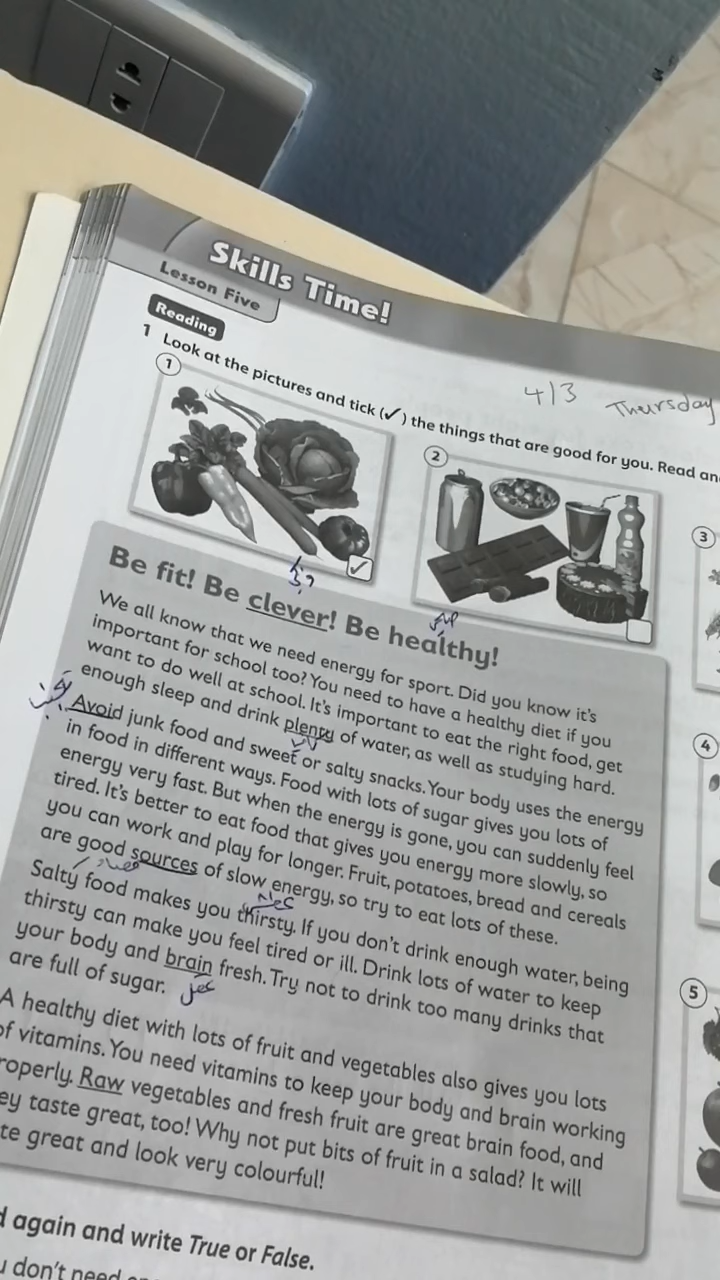 Skills Time!
Lesson Five
Reading
4/3 Thursday
1 Look at the pictures and tick (✓) the things that are good for you. Read an
1
2
3
✓
Be fit! Be clever! Be healthy!
We all know that we need energy for sport. Did you know it's
important for school too? You need to have a healthy diet if you
want to do well at school. It's important to eat the right food, get
enough sleep and drink plenty of water, as well as studying hard.
Avoid junk food and sweet or salty snacks. Your body uses the energy
in food in different ways. Food with lots of sugar gives you lots of
energy very fast. But when the energy is gone, you can suddenly feel
tired. It's better to eat food that gives you energy more slowly, so
you can work and play for longer. Fruit, potatoes, bread and cereals
are good sources of slow energy, so try to eat lots of these.
Salty food makes you thirsty. If you don't drink enough water, being
thirsty can make you feel tired or ill. Drink lots of water to keep
your body and brain fresh. Try not to drink too many drinks that
are full of sugar.
A healthy diet with lots of fruit and vegetables also gives you lots
of vitamins. You need vitamins to keep your body and brain working
roperly. Raw vegetables and fresh fruit are great brain food, and
ey taste great, too! Why not put bits of fruit in a salad? It will
te great and look very colourful!
4
5
d again and write True or False.
u don't need